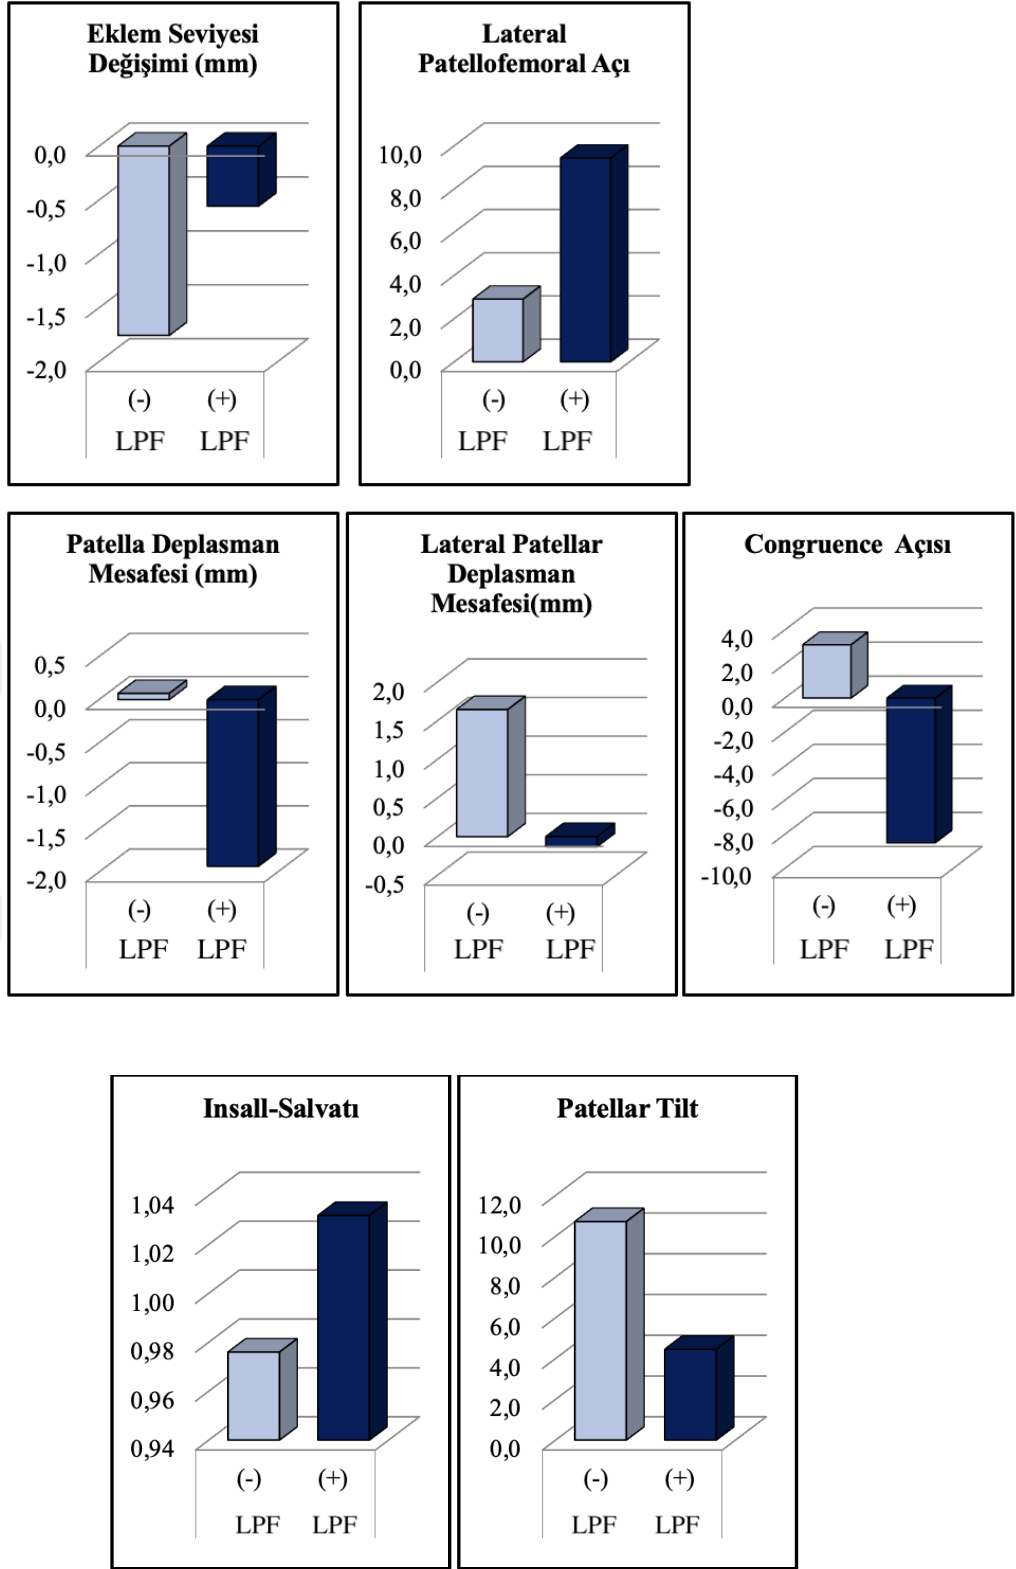 Eklem Seviyesi
Değişimi (mm)
0,0
-0,5
-1,0
-1,5
-2,0
(-) (+)
LPF LPF
Lateral
Patellofemoral Açı
10,0
8,0
6,0
4,0
2,0
0,0
(-) (+)
LPF LPF
Patella Deplasman
Mesafesi (mm)
0,5
0,0
-0,5
-1,0
-1,5
-2,0
(-) (+)
LPF LPF
Lateral Patellar
Deplasman
Mesafesi(mm)
2,0
1,5
1,0
0,5
0,0
-0,5
(-) (+)
LPF LPF
Congruence Açısı
4,0
2,0
0,0
-2,0
-4,0
-6,0
-8,0
-10,0
(-) (+)
LPF LPF
Insall-Salvatı
1,04
1,02
1,00
0,98
0,96
0,94
(-) (+)
LPF LPF
Patellar Tilt
12,0
10,0
8,0
6,0
4,0
2,0
0,0
(-) (+)
LPF LPF